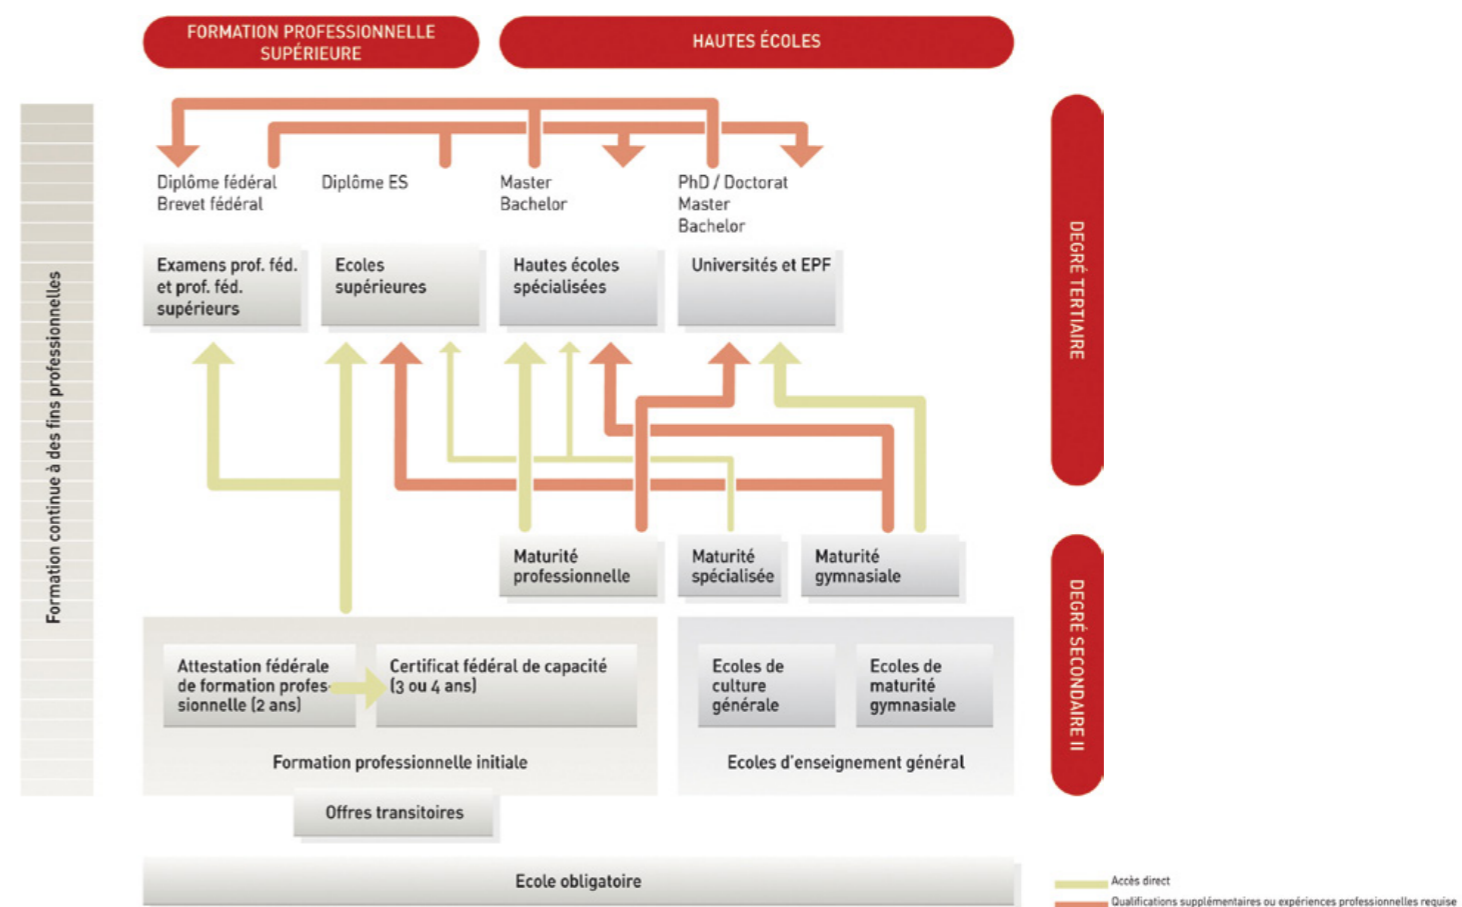 FORMATION PROFESSIONNELLE
SUPÉRIEURE
HAUTES ÉCOLES
Formation continue à des fins professionnelles
DEGRÉ TERTIAIRE
Diplôme fédéral
Brevet fédéral
Diplôme ES
Master
Bachelor
PhD / Doctorat
Master
Bachelor
Examens prof. féd.
et prof. féd.
supérieurs
Ecoles
supérieures
Hautes écoles
spécialisées
Universités et EPF
Maturité
professionnelle
Maturité
spécialisée
Maturité
gymnasiale
DEGRÉ SECONDAIRE II
Attestation fédérale
de formation profes-
sionnelle (2 ans)
Certificat fédéral de capacité
(3 ou 4 ans)
Ecoles de
culture
générale
Ecoles de
maturité
gymnasiale
Formation professionnelle initiale
Ecoles d'enseignement général
Offres transitoires
Ecole obligatoire
Accès direct
Qualifications supplémentaires ou expériences professionnelles requise